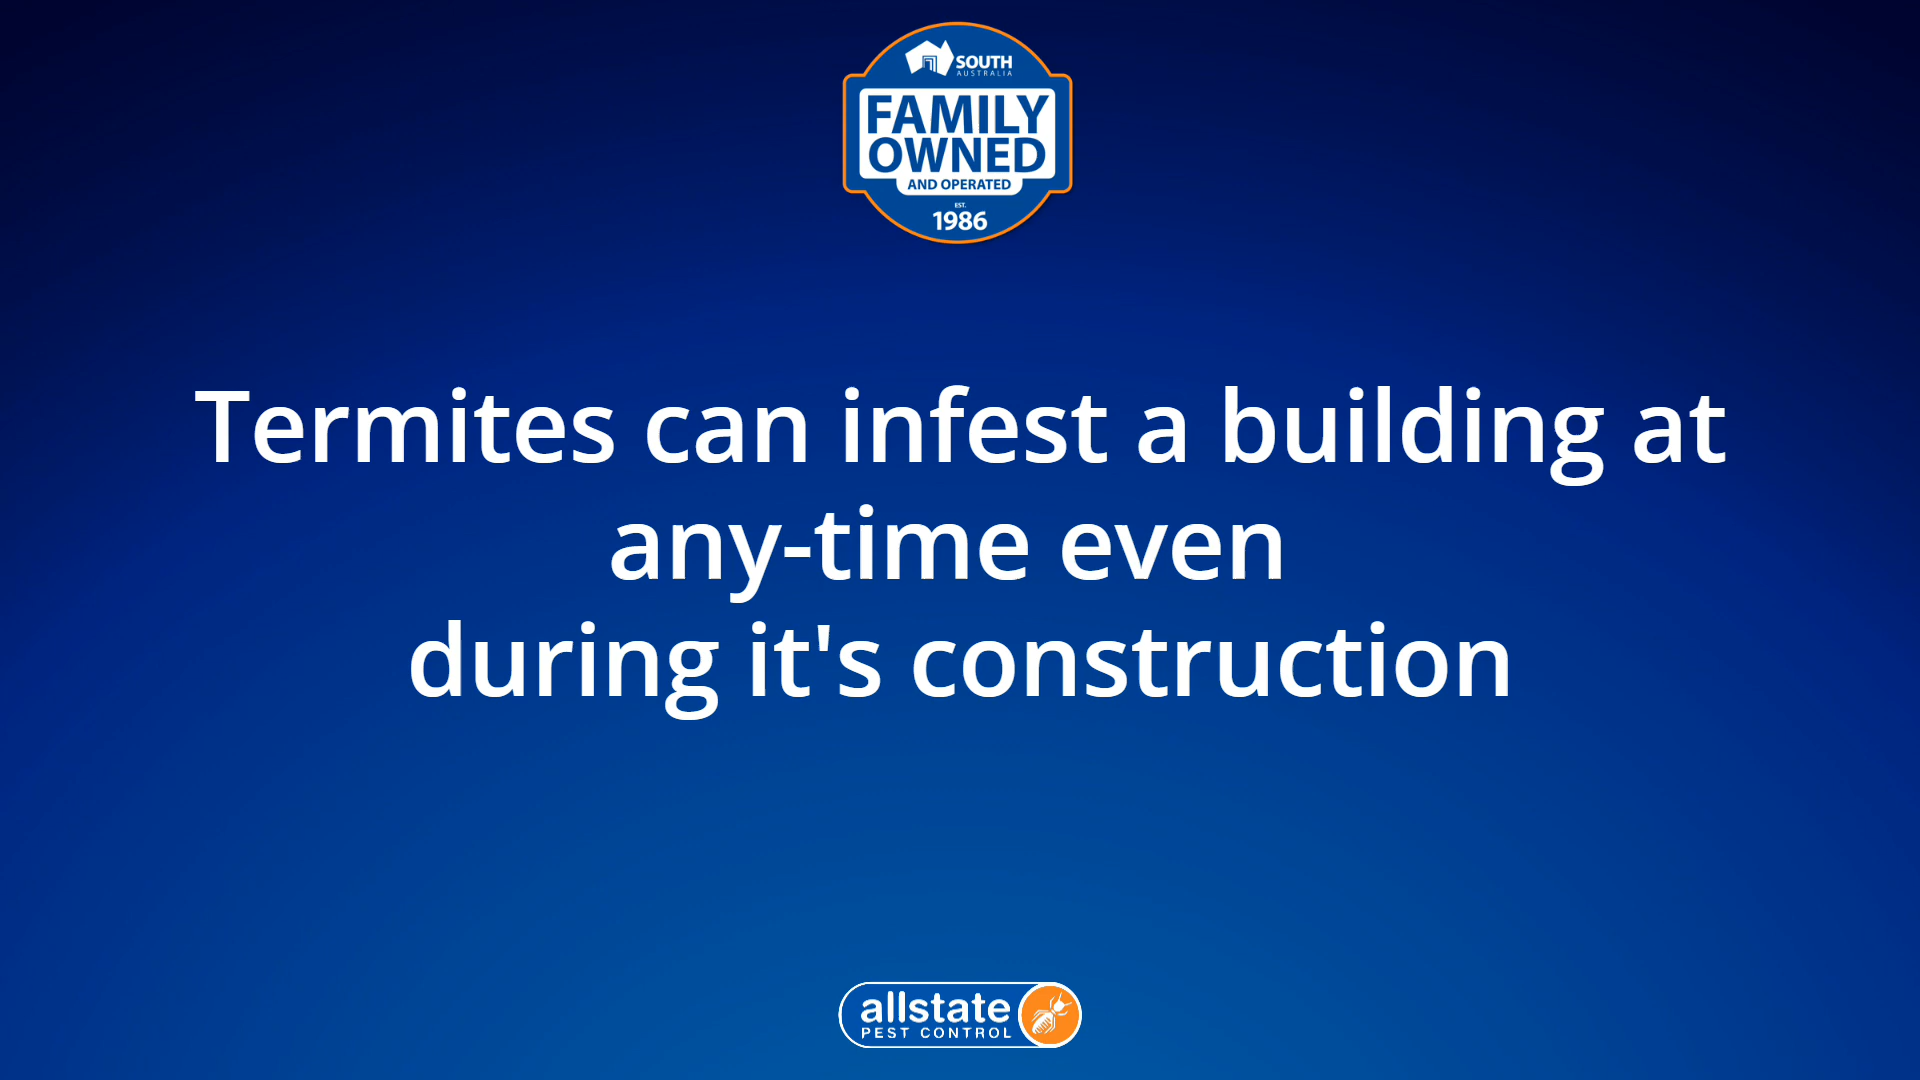 SOUTH
AUSTRALIA
FAMILY
OWNED
AND OPERATED
EST.
1986
Termites can infest a building at
any-time even
during it's construction
allstate
PEST CONTROL